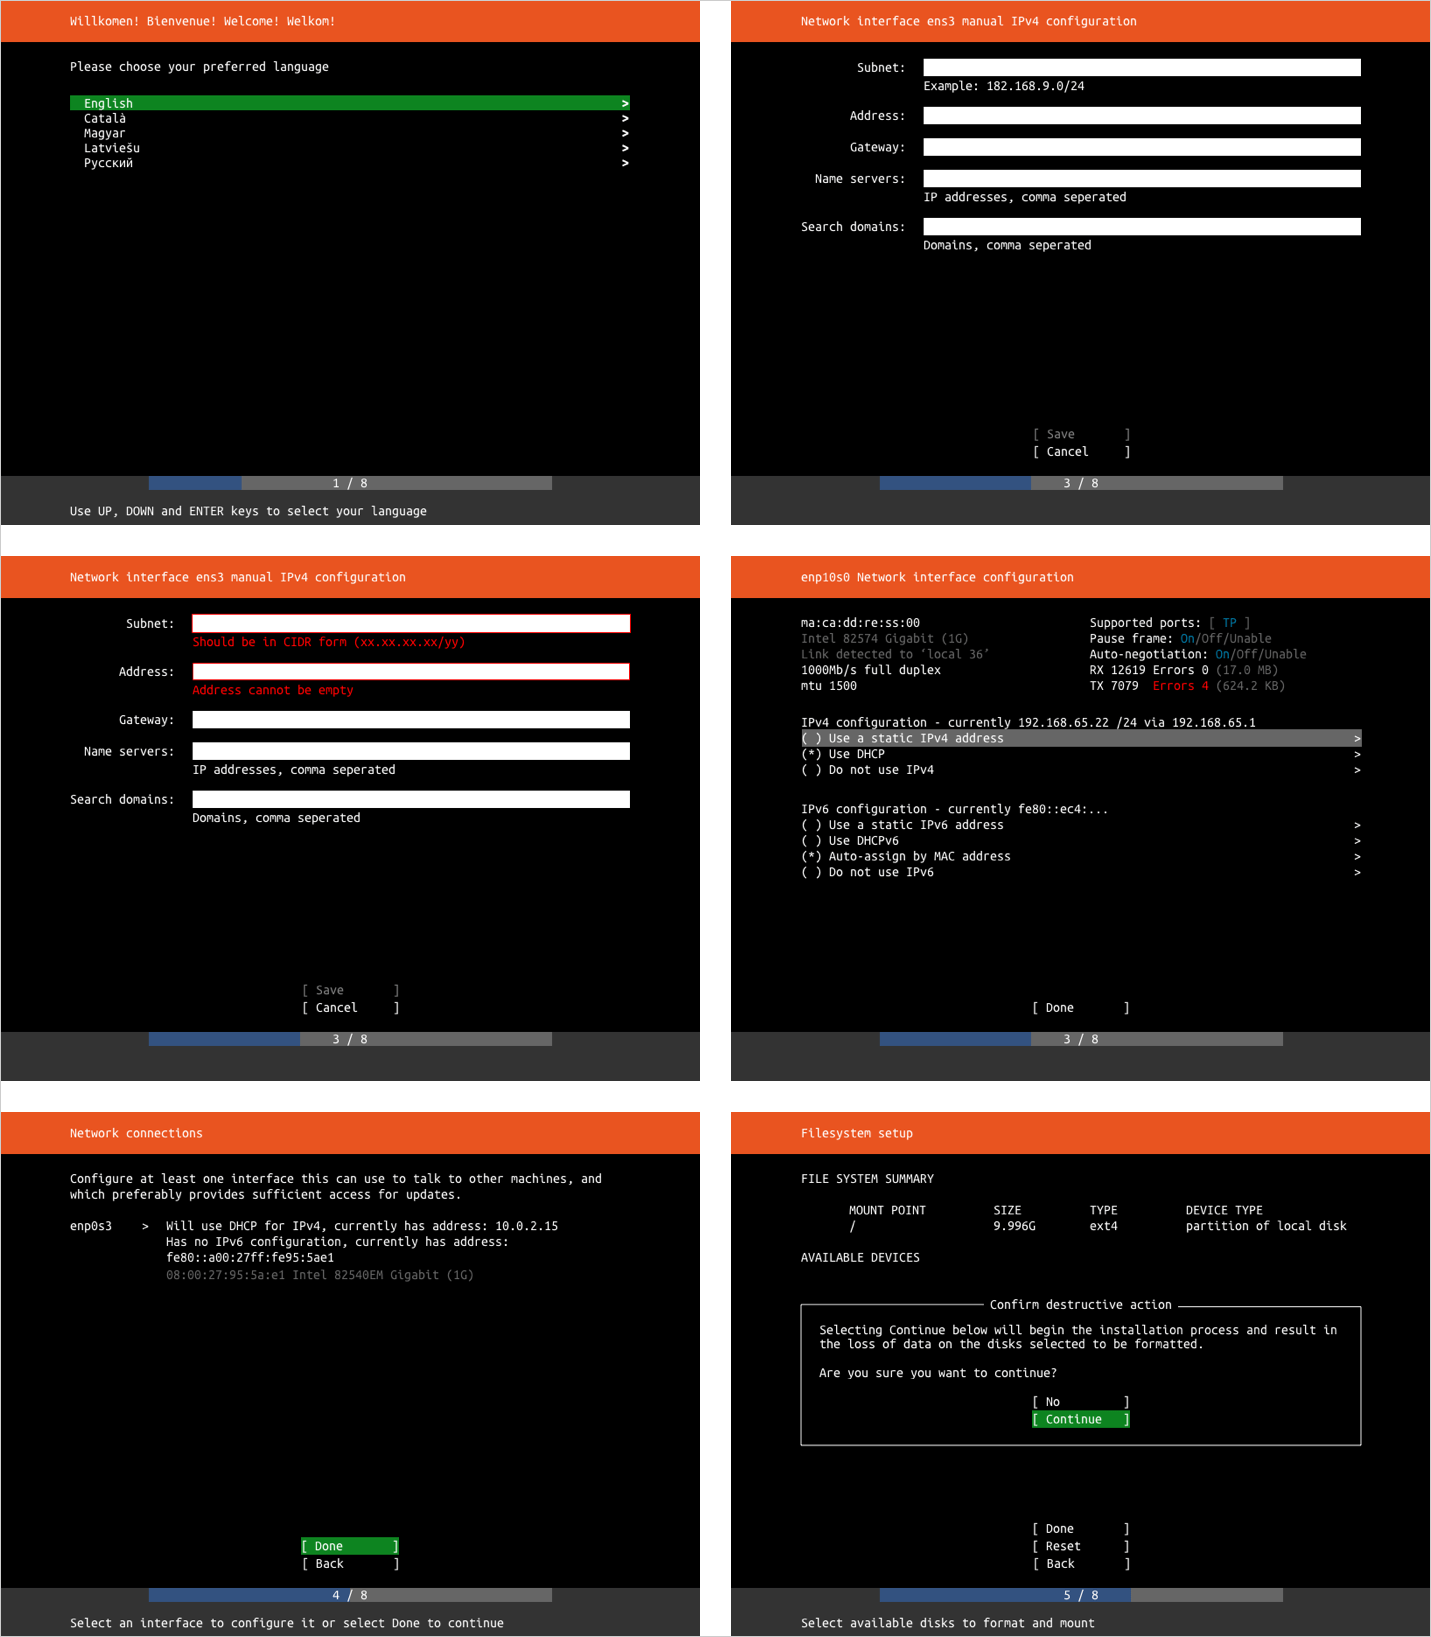 Willkomen! Bienvenue! Welcome! Welkom!
Please choose your preferred language
English >
Català >
Magyar >
Latviešu >
Русский >
1 / 8
Use UP, DOWN and ENTER keys to select your language
Network interface ens3 manual IPv4 configuration
Subnet:
Example: 182.168.9.0/24
Address:
Gateway:
Name servers:
IP addresses, comma seperated
Search domains:
Domains, comma seperated
[ Save ]
[ Cancel ]
3 / 8
Network interface ens3 manual IPv4 configuration
Subnet:
Should be in CIDR form (xx.xx.xx.xx/yy)
Address:
Address cannot be empty
Gateway:
Name servers:
IP addresses, comma seperated
Search domains:
Domains, comma seperated
[ Save ]
[ Cancel ]
3 / 8
enp10s0 Network interface configuration
ma:ca:dd:re:ss:00 Supported ports: [ TP ]
Intel 82574 Gigabit (1G) Pause frame: On/Off/Unable
Link detected to ‘local 36’ Auto-negotiation: On/Off/Unable
1000Mb/s full duplex RX 12619 Errors 0 (17.0 MB)
mtu 1500 TX 7079 Errors 4 (624.2 KB)
IPv4 configuration - currently 192.168.65.22 /24 via 192.168.65.1
( ) Use a static IPv4 address >
(*) Use DHCP >
( ) Do not use IPv4 >
IPv6 configuration - currently fe80::ec4:...
( ) Use a static IPv6 address >
( ) Use DHCPv6 >
(*) Auto-assign by MAC address >
( ) Do not use IPv6 >
[ Done ]
3 / 8
Network connections
Configure at least one interface this can use to talk to other machines, and
which preferably provides sufficient access for updates.
enp0s3 > Will use DHCP for IPv4, currently has address: 10.0.2.15
Has no IPv6 configuration, currently has address:
fe80::a00:27ff:fe95:5ae1
08:00:27:95:5a:e1 Intel 82540EM Gigabit (1G)
[ Done ]
[ Back ]
4 / 8
Select an interface to configure it or select Done to continue
Filesystem setup
FILE SYSTEM SUMMARY
MOUNT POINT SIZE TYPE DEVICE TYPE
/ 9.996G ext4 partition of local disk
AVAILABLE DEVICES
Confirm destructive action
Selecting Continue below will begin the installation process and result in
the loss of data on the disks selected to be formatted.
Are you sure you want to continue?
[ No ]
[ Continue ]
[ Done ]
[ Reset ]
[ Back ]
5 / 8
Select available disks to format and mount